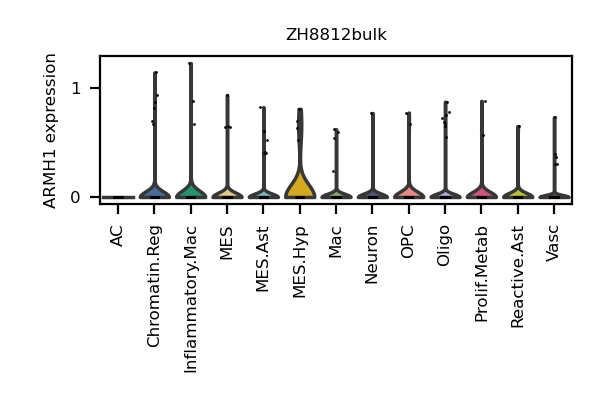 ZH8812bulk
ARMH1 expression
1
0
AC
Chromatin.Reg
Inflammatory.Mac
MES
MES.Ast
MES.Hyp
Mac
Neuron
OPC
Oligo
Prolif.Metab
Reactive.Ast
Vasc